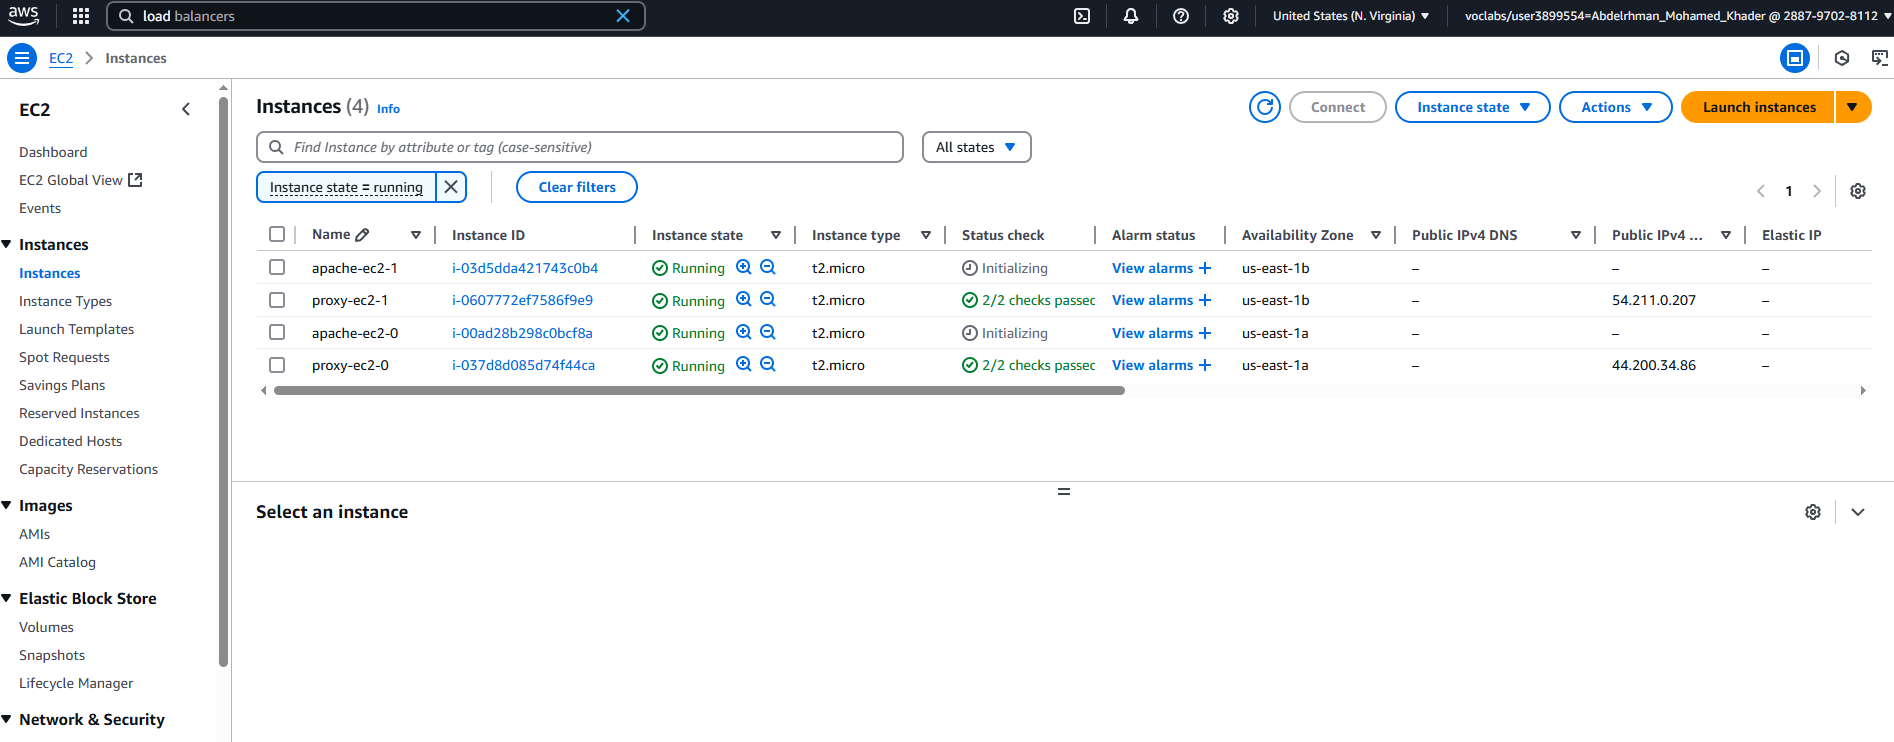 aws
load balancers
United States (N. Virginia)
voclabs/user3899554=Abdelrhman_Mohamed_Khader @ 2887-9702-8112
EC2
Instances
EC2
Dashboard
EC2 Global View
Events
Instances
Instances
Instance Types
Launch Templates
Spot Requests
Savings Plans
Reserved Instances
Dedicated Hosts
Capacity Reservations
Images
AMIs
AMI Catalog
Elastic Block Store
Volumes
Snapshots
Lifecycle Manager
Network & Security
Instances (4) Info
Connect
Instance state
Actions
Launch instances
Find Instance by attribute or tag (case-sensitive)
All states
Instance state = running
Clear filters
1
Name Instance ID Instance state Instance type Status check Alarm status Availability Zone Public IPv4 DNS Public IPv4 ... Elastic IP
apache-ec2-1 i-03d5dda421743c0b4 Running t2.micro Initializing View alarms + us-east-1b – – –
proxy-ec2-1 i-0607772ef7586f9e9 Running t2.micro 2/2 checks passec View alarms + us-east-1b – 54.211.0.207 –
apache-ec2-0 i-00ad28b298c0bcf8a Running t2.micro Initializing View alarms + us-east-1a – – –
proxy-ec2-0 i-037d8d085d74f44ca Running t2.micro 2/2 checks passec View alarms + us-east-1a – 44.200.34.86 –
Select an instance